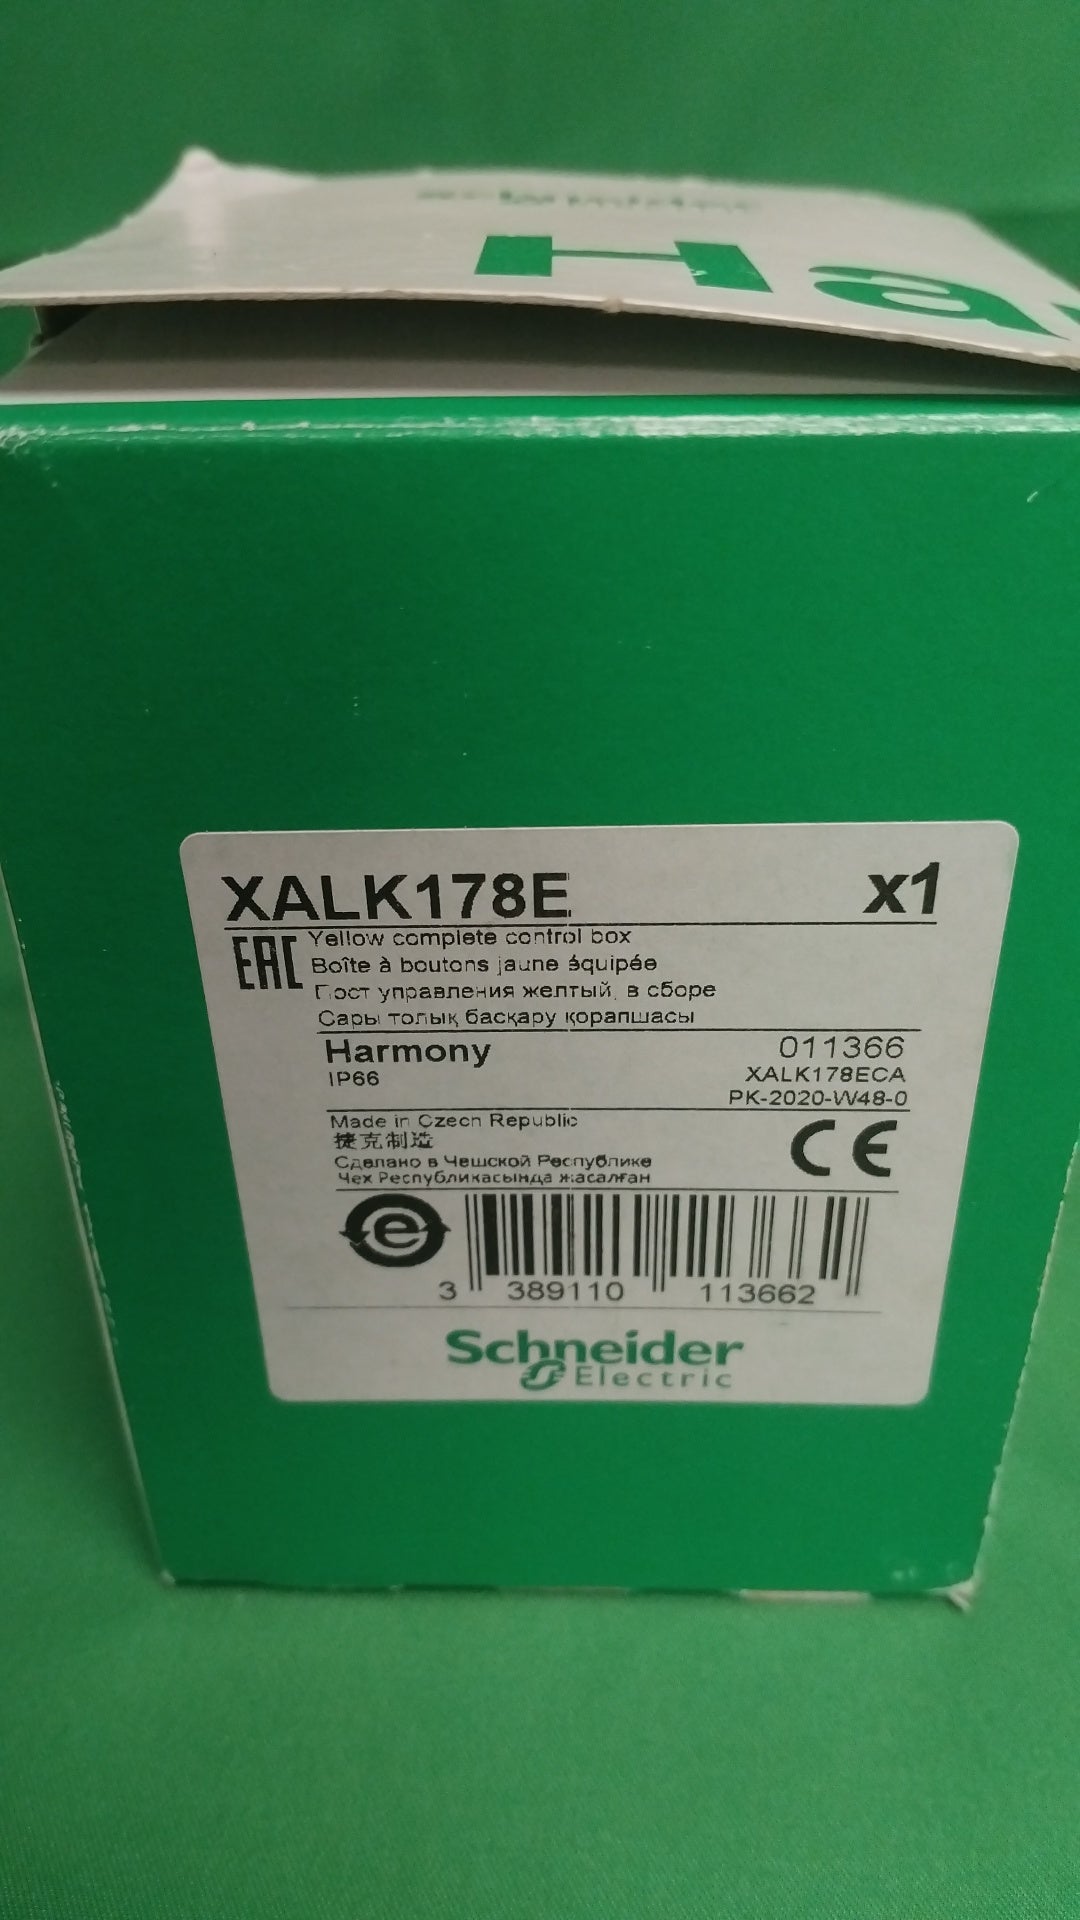 Ha
XALK178E x1
EAC
Yellow complete control box
Boîte à boutons jaune équipée
Пост управления желтый, в сборе
Сары толық басқару қорапшасы
Harmony 011366
IP66 XALK178ECA
PK-2020-W48-0
Made in Czech Republic
捷克制造
Сделано в Чешской Республике
Чех Республикасында жасалған
CE
e
3 389110 113662
Schneider
Electric